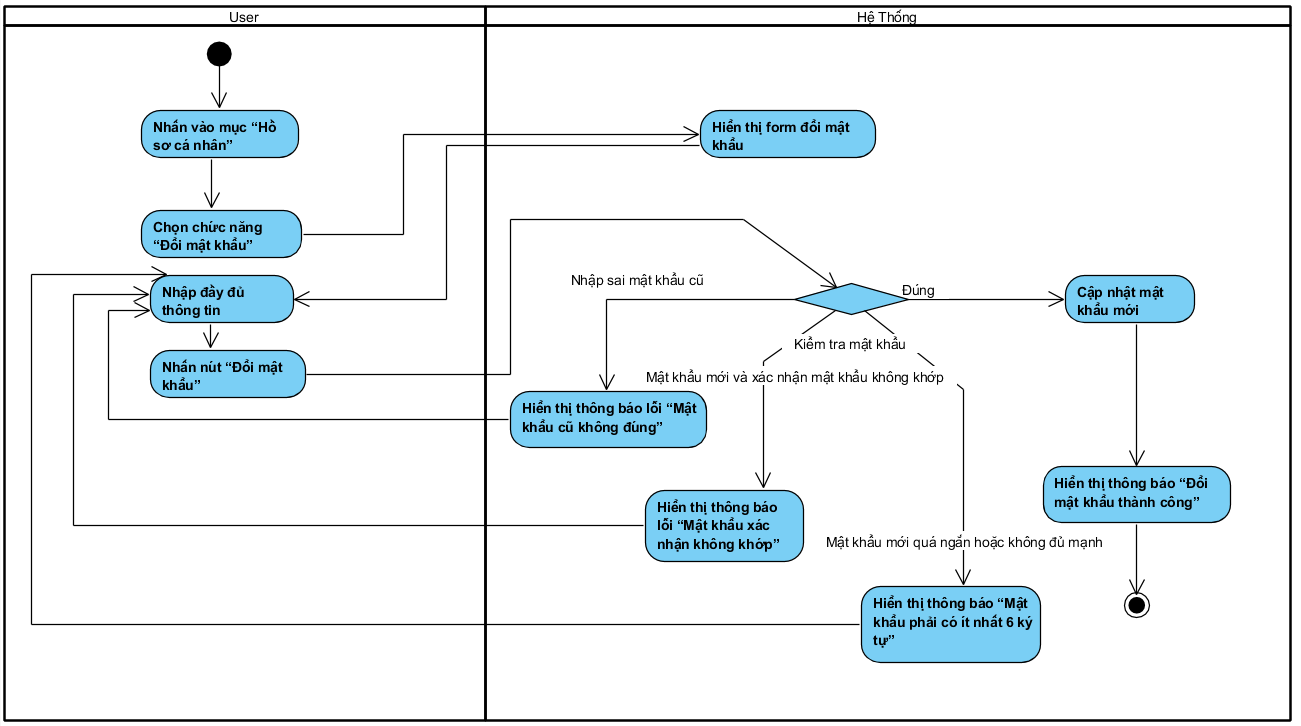 User
Hệ Thống
Nhấn vào mục “Hồ
sơ cá nhân”
Hiển thị form đổi mật
khẩu
Chọn chức năng
“Đổi mật khẩu”
Nhập sai mật khẩu cũ
Nhập đầy đủ
thông tin
Đúng
Cập nhật mật
khẩu mới
Kiểm tra mật khẩu
Nhấn nút “Đổi mật
khẩu”
Mật khẩu mới và xác nhận mật khẩu không khớp
Hiển thị thông báo lỗi “Mật
khẩu cũ không đúng”
Hiển thị thông báo “Đổi
mật khẩu thành công”
Hiển thị thông báo
lỗi “Mật khẩu xác
nhận không khớp”
Mật khẩu mới quá ngắn hoặc không đủ mạnh
Hiển thị thông báo “Mật
khẩu phải có ít nhất 6 ký
tự”